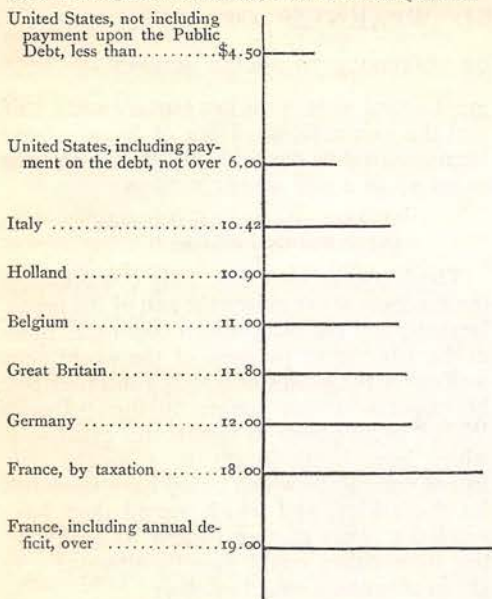 United States, not including
payment upon the Public
Debt, less than.........$4.50
United States, including pay-
ment on the debt, not over 6.00
Italy ....................10.42
Holland ..................10.90
Belgium ..................11.00
Great Britain.............11.80
Germany ..................12.00
France, by taxation.......18.00
France, including annual de-
ficit, over ..............19.00